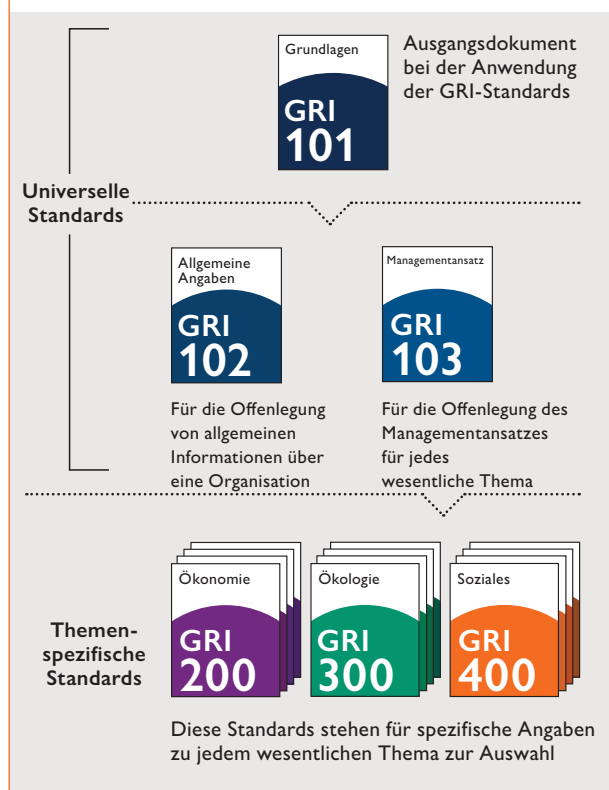 Grundlagen
GRI
101
Ausgangsdokument
bei der Anwendung
der GRI-Standards
Universelle
Standards
Allgemeine
Angaben
GRI
102
Managementansatz
GRI
103
Für die Offenlegung
von allgemeinen
Informationen über
eine Organisation
Für die Offenlegung des
Managementansatzes
für jedes
wesentliche Thema
Themen-
spezifische
Standards
Ökonomie
GRI
200
Ökologie
GRI
300
Soziales
GRI
400
Diese Standards stehen für spezifische Angaben
zu jedem wesentlichen Thema zur Auswahl